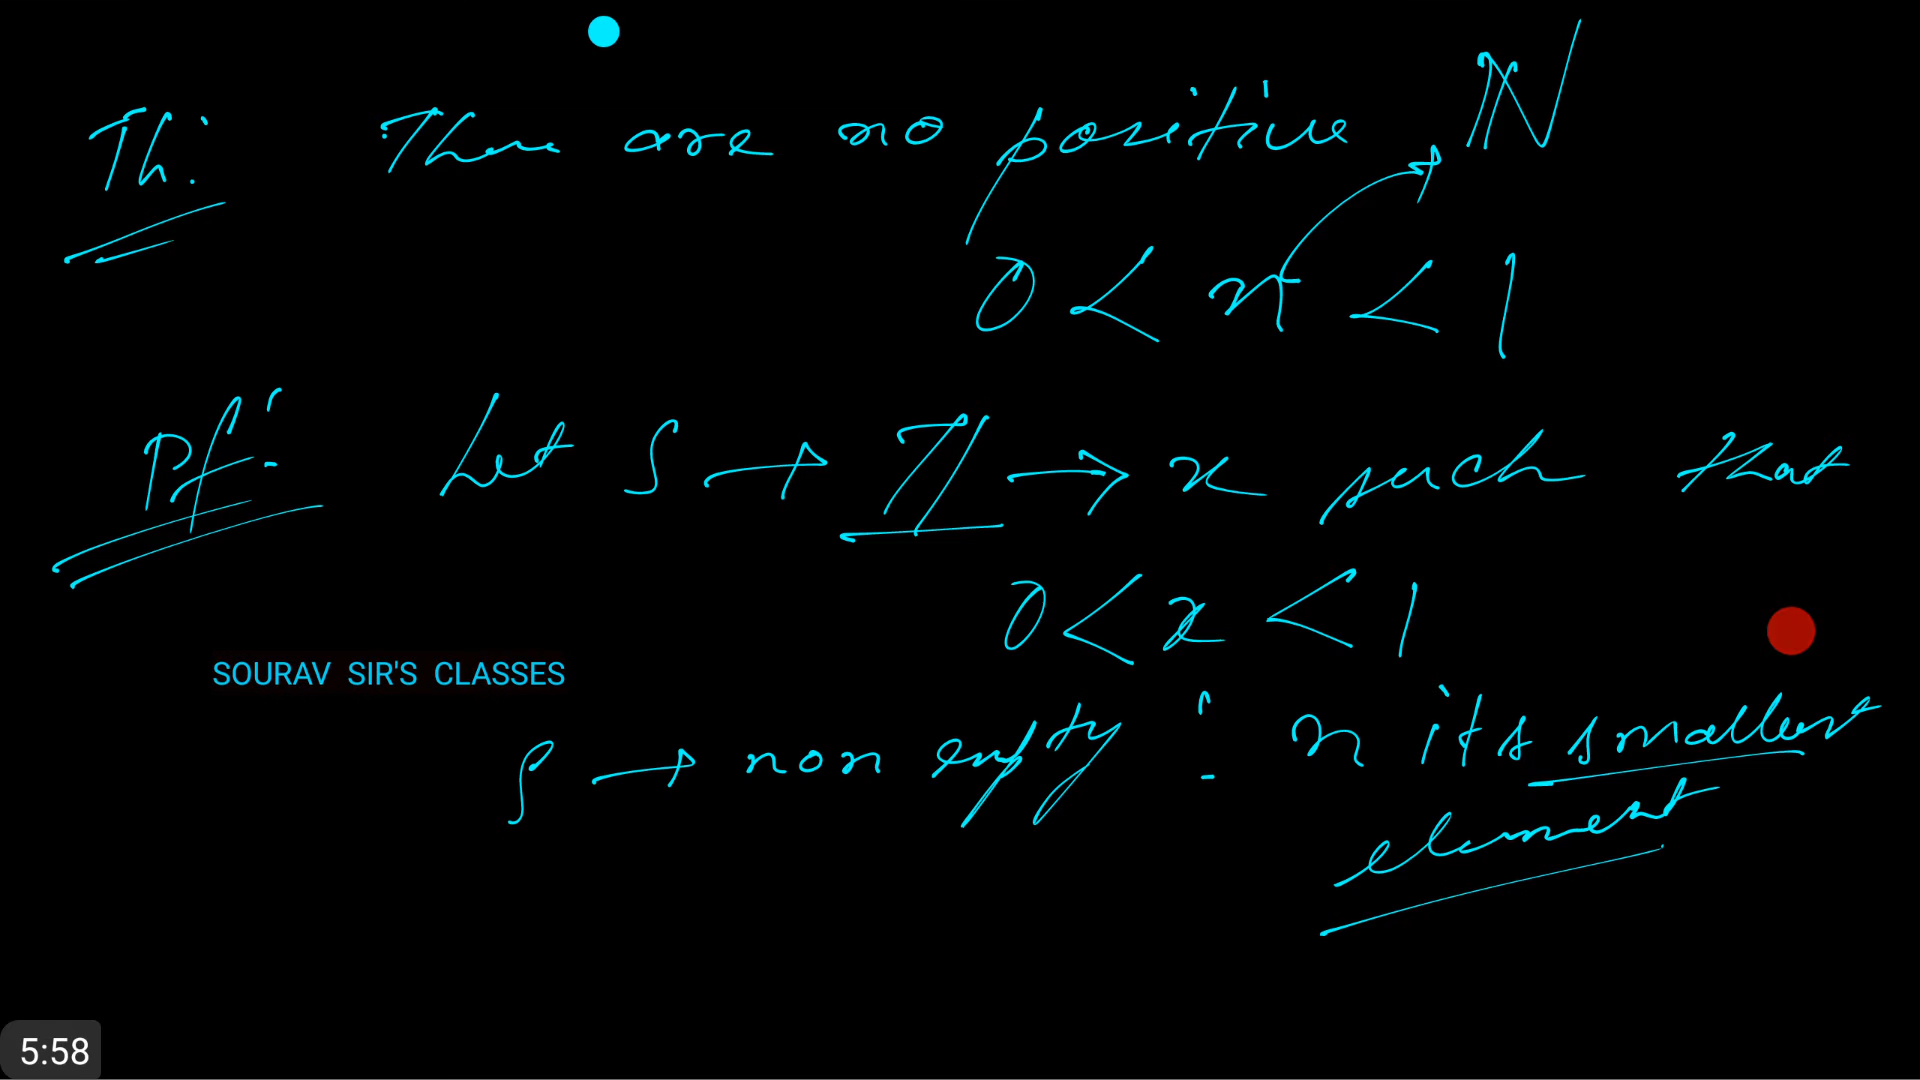 Th: There are no positive ℕ
0 < n < 1
Pf:- Let S → ℤ → x such that
0 < x < 1
SOURAV SIR'S CLASSES
S → non empty : n its smallest
element
5:58